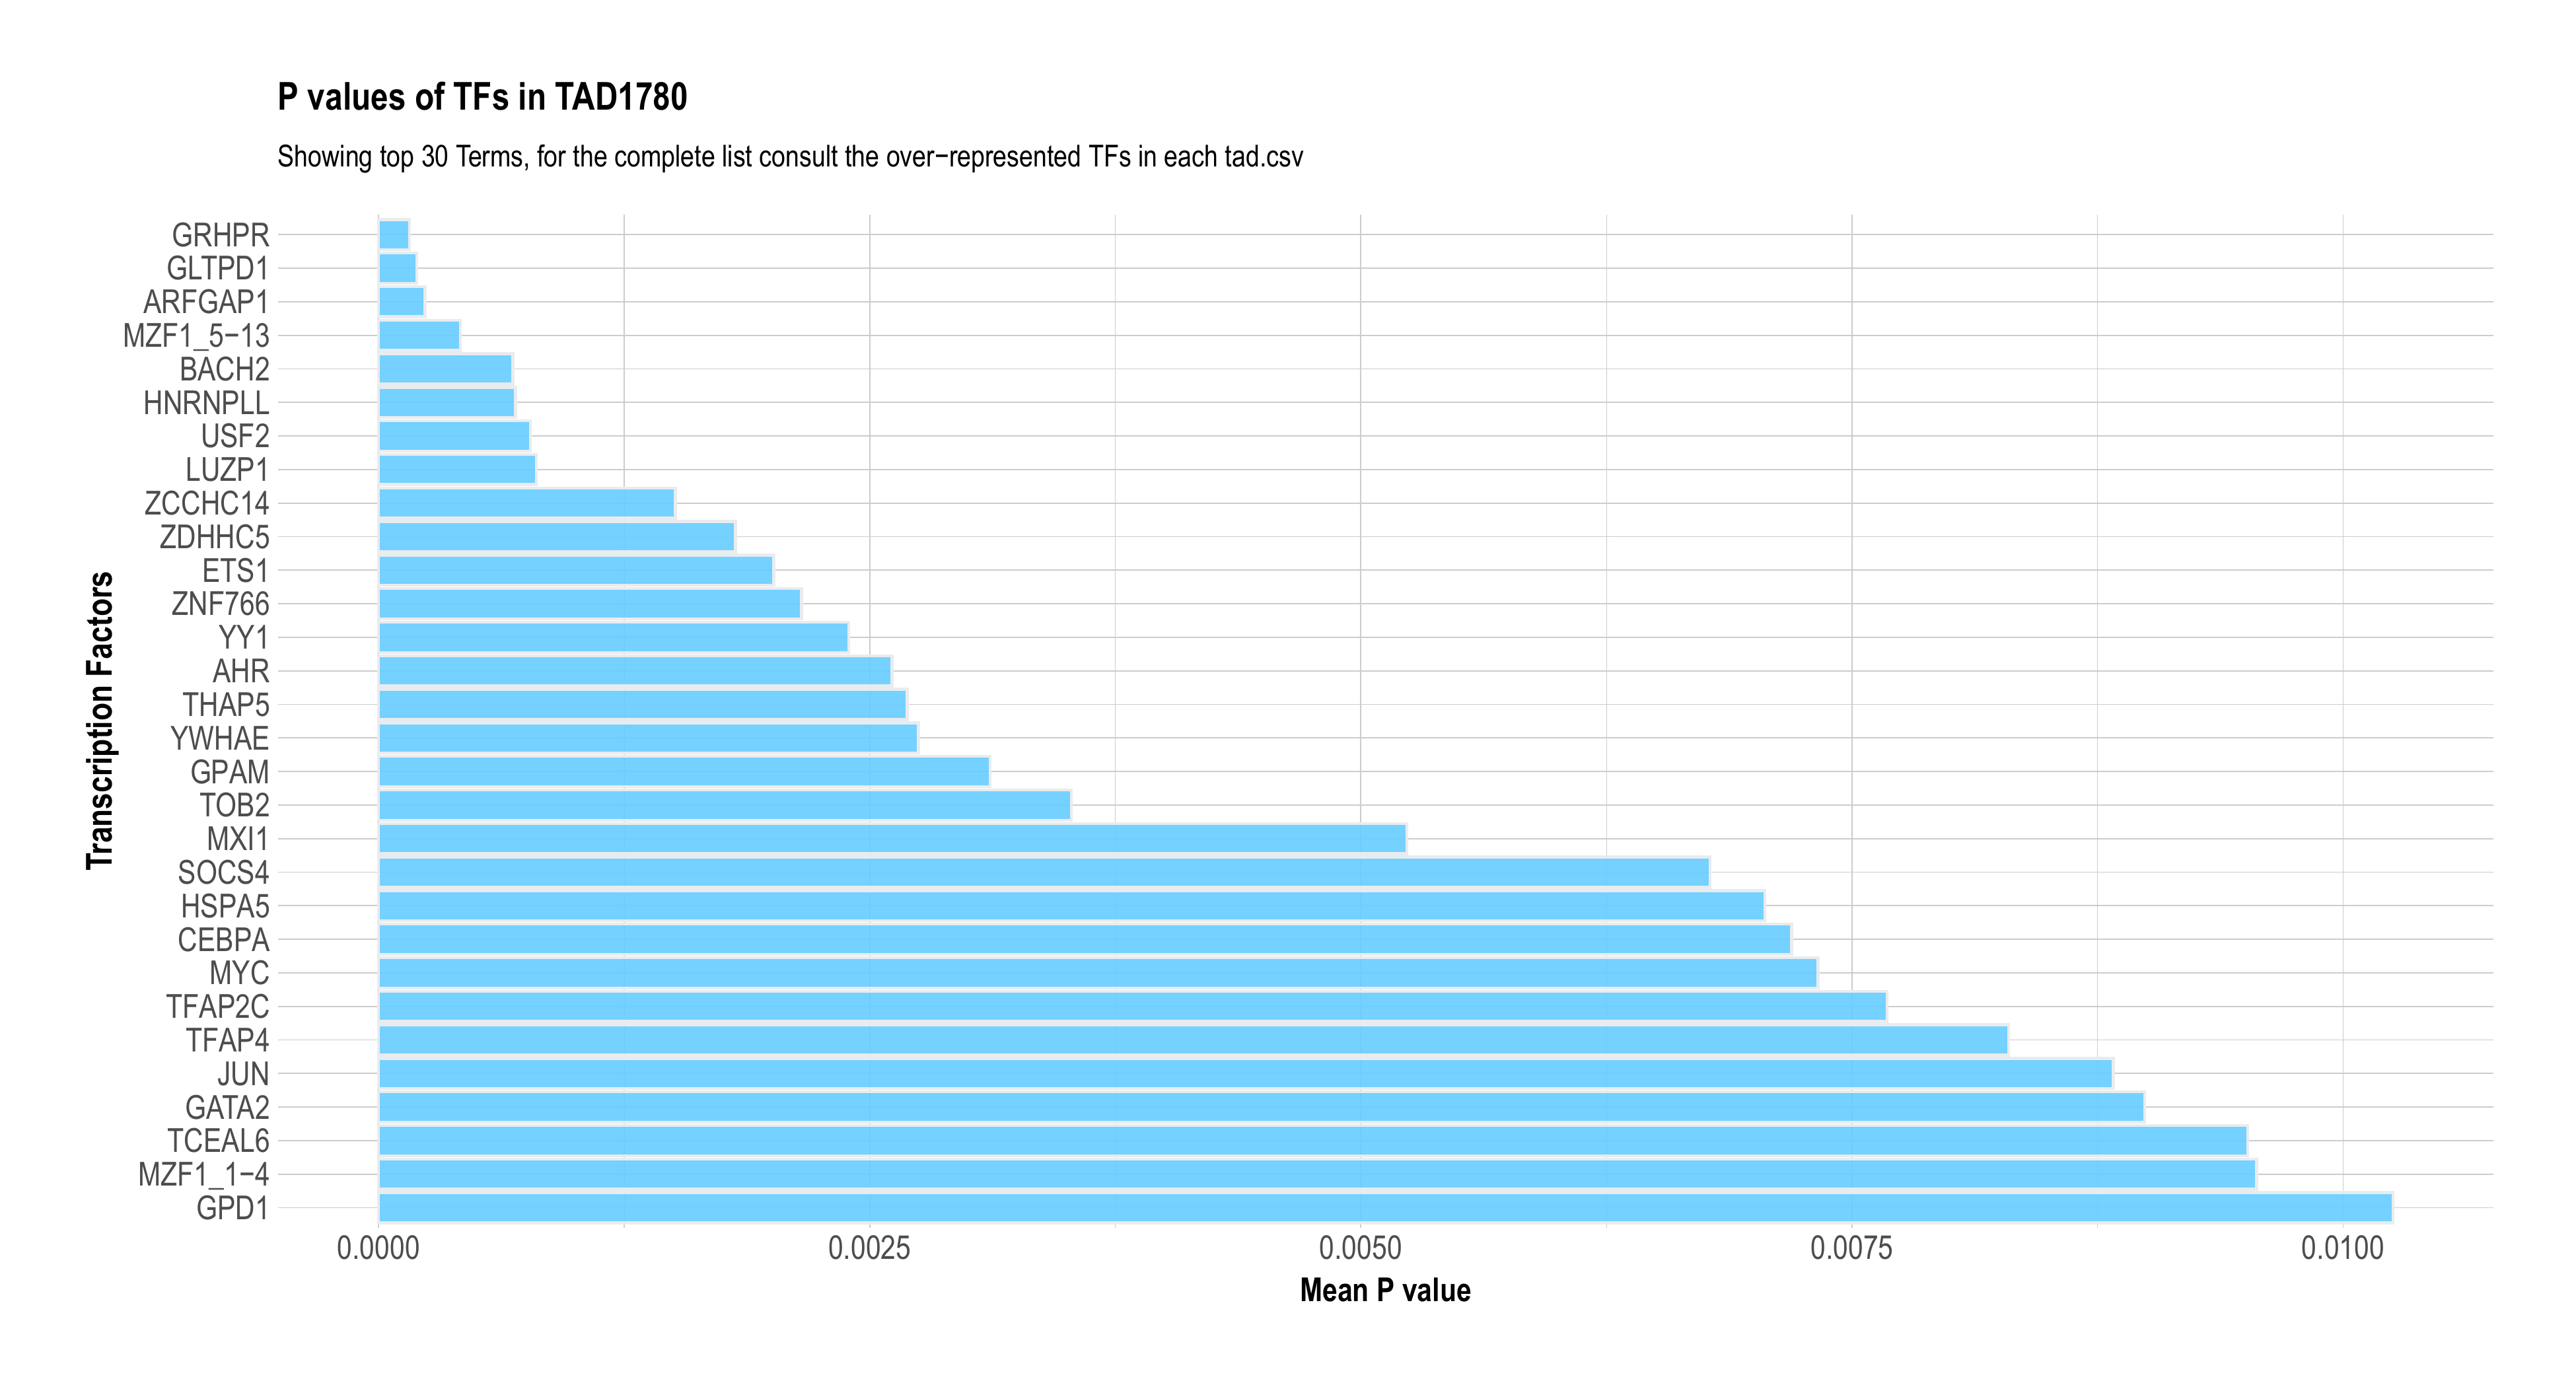 P values of TFs in TAD1780
Showing top 30 Terms, for the complete list consult the over−represented TFs in each tad.csv
Transcription Factors
GRHPR
GLTPD1
ARFGAP1
MZF1_5−13
BACH2
HNRNPLL
USF2
LUZP1
ZCCHC14
ZDHHC5
ETS1
ZNF766
YY1
AHR
THAP5
YWHAE
GPAM
TOB2
MXI1
SOCS4
HSPA5
CEBPA
MYC
TFAP2C
TFAP4
JUN
GATA2
TCEAL6
MZF1_1−4
GPD1
0.0000 0.0025 0.0050 0.0075 0.0100
Mean P value